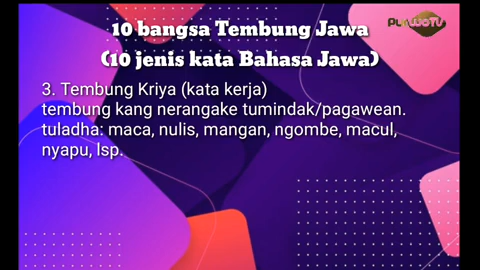 10 bangsa Tembung Jawa
(10 jenis kata Bahasa Jawa)
3. Tembung Kriya (kata kerja)
tembung kang nerangake tumindak/pagawean.
tuladha: maca, nulis, mangan, ngombe, macul,
nyapu, lsp.